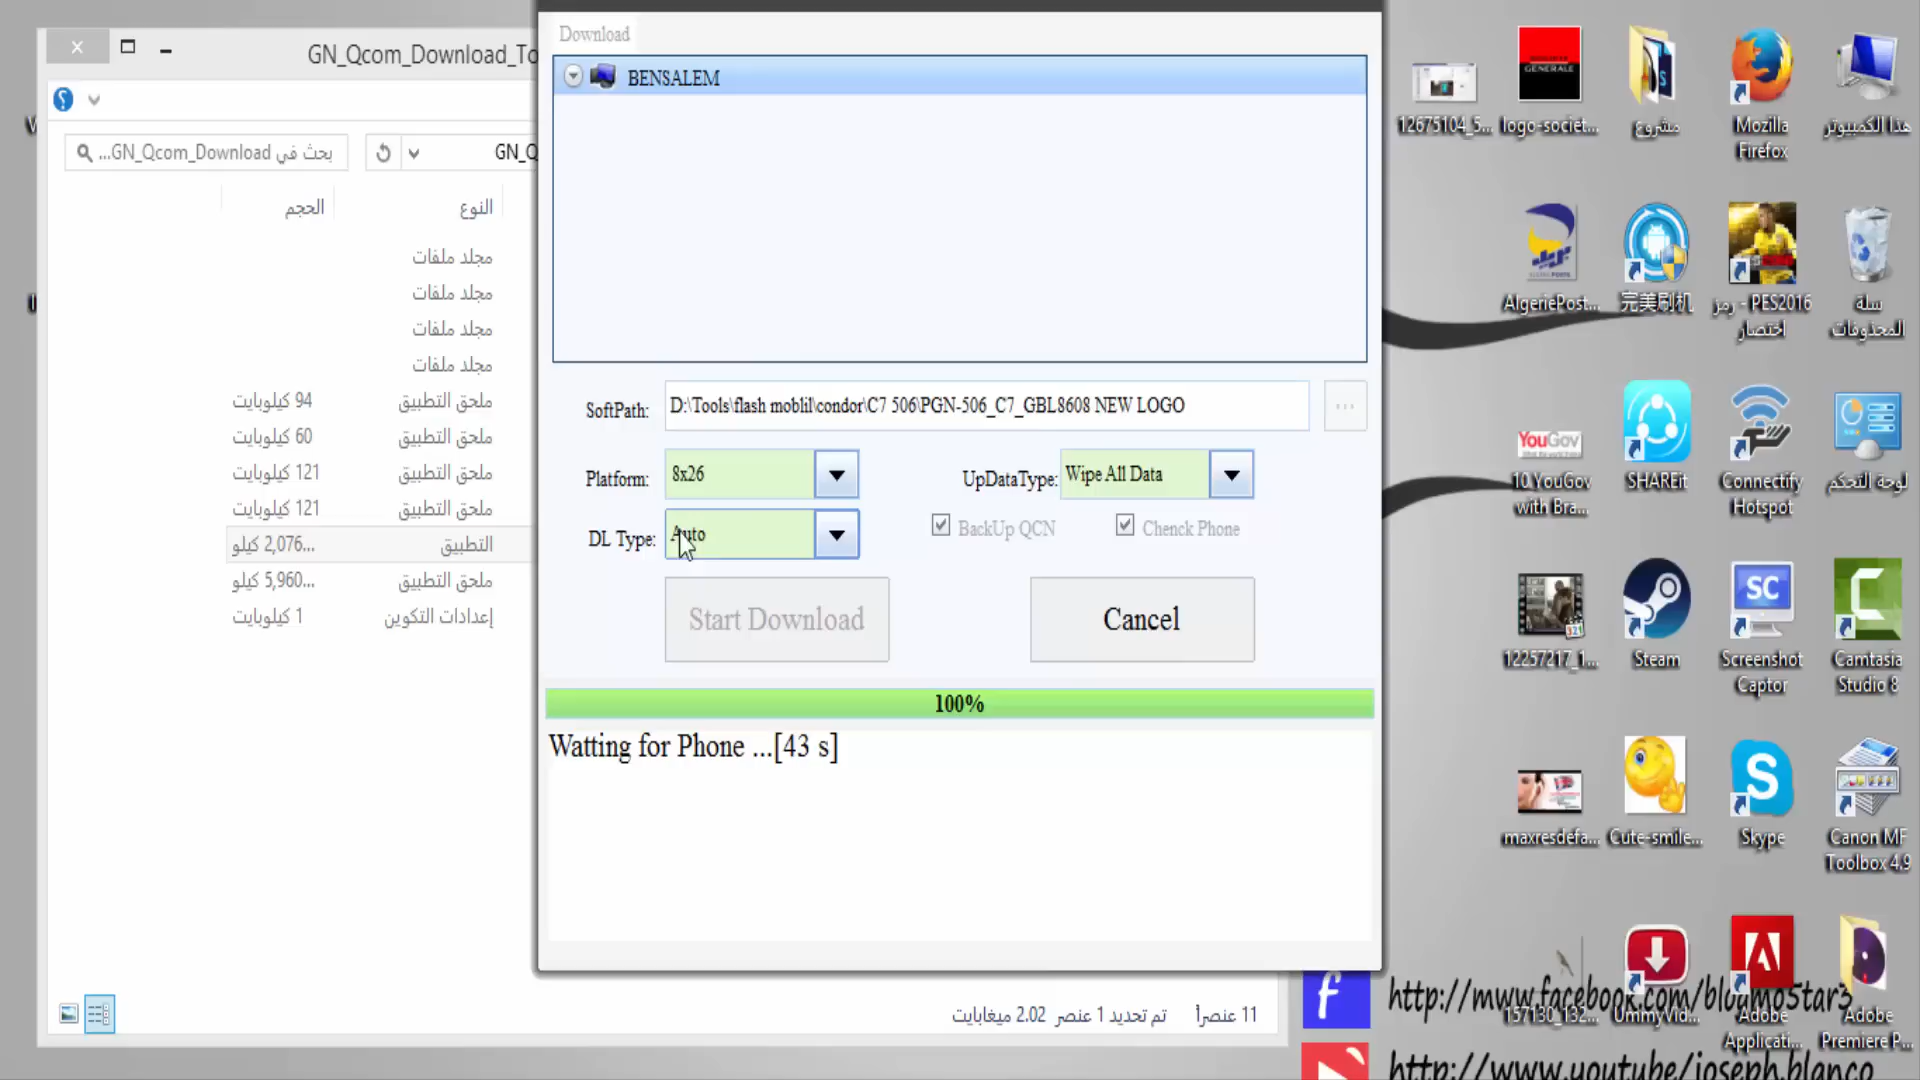 GN_Qcom_Download_To
بحث في GN_Qcom_Download...
GN_Q
النوع
الحجم
مجلد ملفات
مجلد ملفات
مجلد ملفات
مجلد ملفات
ملحق التطبيق
94 كيلوبايت
ملحق التطبيق
60 كيلوبايت
ملحق التطبيق
121 كيلوبايت
ملحق التطبيق
121 كيلوبايت
التطبيق
2,076 كيلو...
ملحق التطبيق
5,960 كيلو...
إعدادات التكوين
1 كيلوبايت
11 عنصراً
تم تحديد 1 عنصر 2.02 ميغابايت
Download
BENSALEM
SoftPath:
D:\Tools\flash moblil\condor\C7 506\PGN-506_C7_GBL8608 NEW LOGO
...
Platform:
8x26
UpDataType:
Wipe All Data
DL Type:
Auto
BackUp QCN
Chenck Phone
Start Download
Cancel
100%
Watting for Phone ...[43 s]
12675104_5...
logo-societ...
GENERALE
مشروع
Mozilla
Firefox
هذا الكمبيوتر
AlgeriePost...
完美刷机
PES2016 - رمز
اختصار
سلة
المحذوفات
YouGov
10 YouGov
with Bra...
SHAREit
Connectify
Hotspot
لوحة التحكم
321
12257217_1...
Steam
SC
Screenshot
Captor
Camtasia
Studio 8
maxresdefa...
Cute-smile...
Skype
Canon MF
Toolbox 4.9
157130_132...
UmmyVid...
Adobe
Applicati...
Adobe
Premiere P...
http://www.facebook.com/blogmo5tar3
http://www.youtube/joseph.blanco